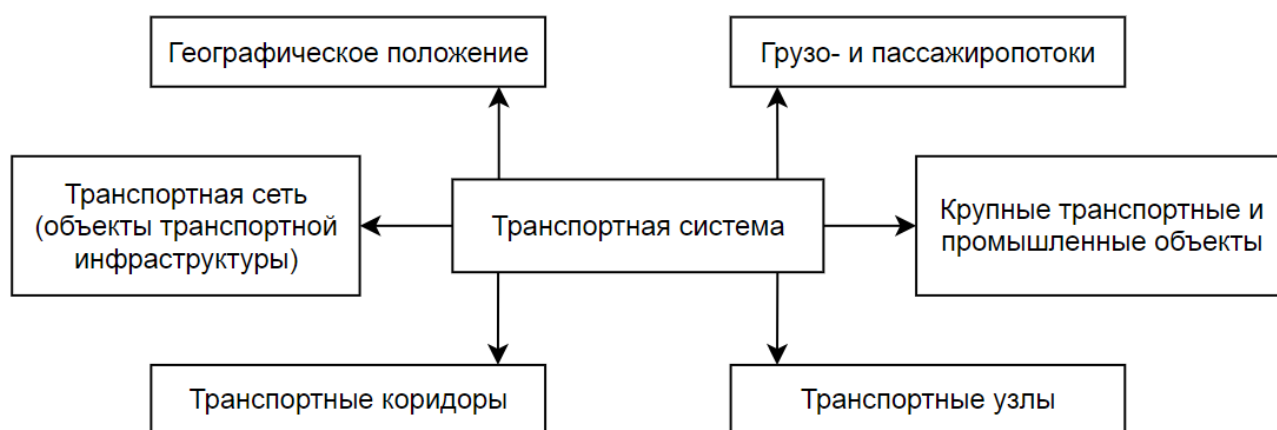 Географическое положение
Грузо- и пассажиропотоки
Транспортная сеть
(объекты транспортной
инфраструктуры)
Транспортная система
Крупные транспортные и
промышленные объекты
Транспортные коридоры
Транспортные узлы